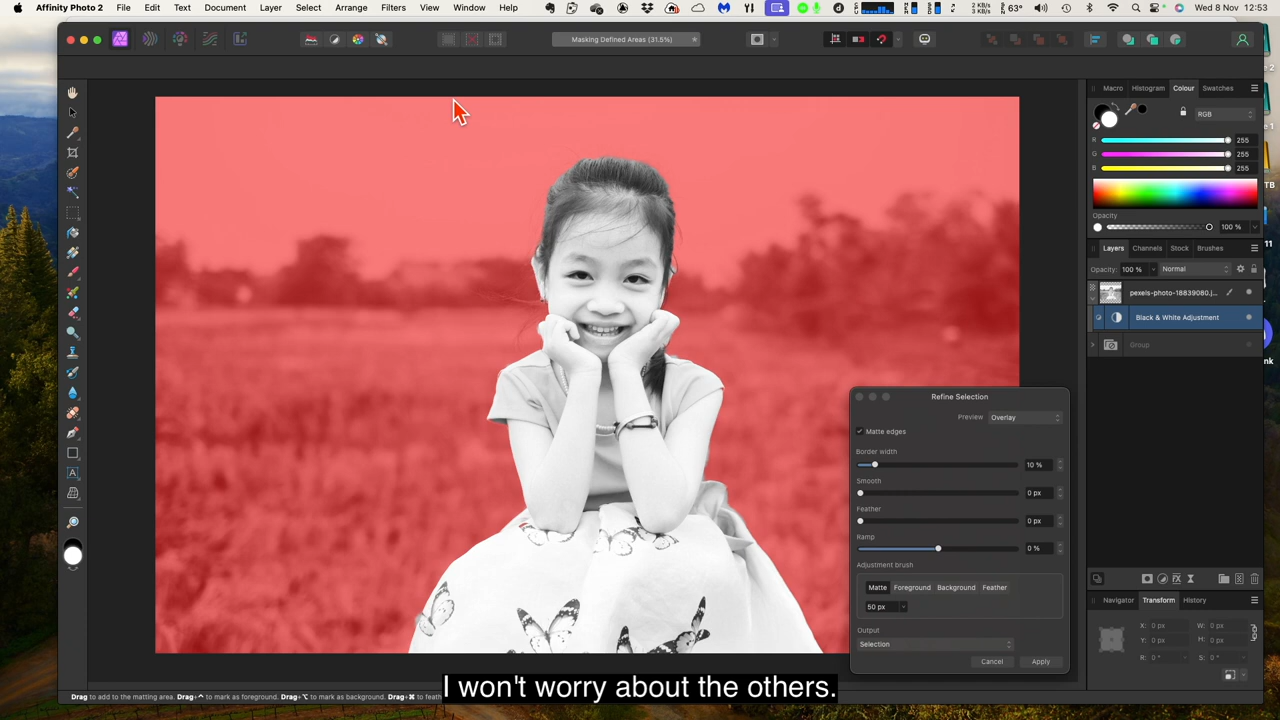 Affinity Photo 2 File Edit Text Document Layer Select Arrange Filters View Window Help
63°
Wed 8 Nov 12:53
Masking Defined Areas (31.5%)
Macro Histogram Colour Swatches
RGB
R 255
G 255
B 255
Opacity
100 %
Layers Channels Stock Brushes
Opacity: 100 % Normal
pexels-photo-18839080.j...
Black & White Adjustment
Group
Refine Selection
Preview Overlay
Matte edges
Border width
10 %
Smooth
0 px
Feather
0 px
Ramp
0 %
Adjustment brush
Matte Foreground Background Feather
50 px
Output
Selection
Cancel Apply
Navigator Transform History
X: 0 px W: 0 px
Y: 0 px H: 0 px
R: 0 ° S: 0 °
Drag to add to the matting area. Drag+⌃ to mark as foreground. Drag+⌥ to mark as background. Drag+⌘ to feath
I won't worry about the others.